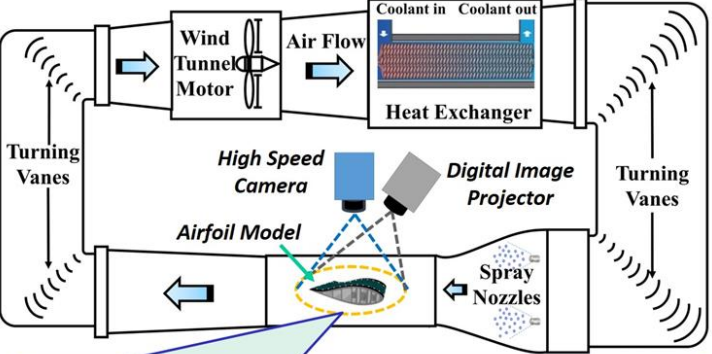 Coolant in Coolant out
Wind
Tunnel
Motor
Air Flow
Heat Exchanger
Turning
Vanes
High Speed
Camera
Digital Image
Projector
Turning
Vanes
Airfoil Model
Spray
Nozzles